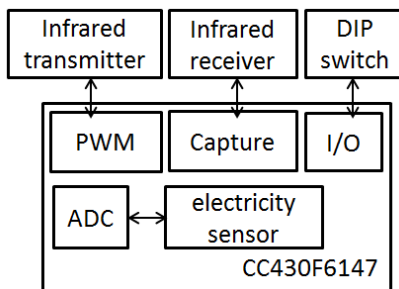 Infrared transmitter
Infrared receiver
DIP switch
PWM
Capture
I/O
ADC
electricity sensor
CC430F6147